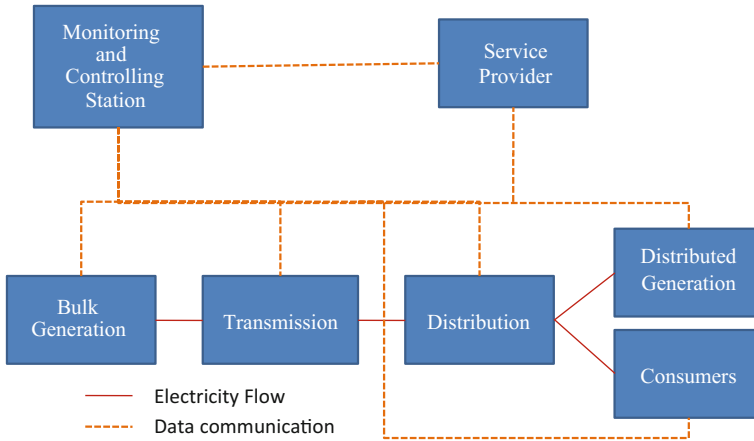 Monitoring
and
Controlling
Station
Service
Provider
Bulk
Generation
Transmission
Distribution
Distributed
Generation
Consumers
Electricity Flow
Data communication